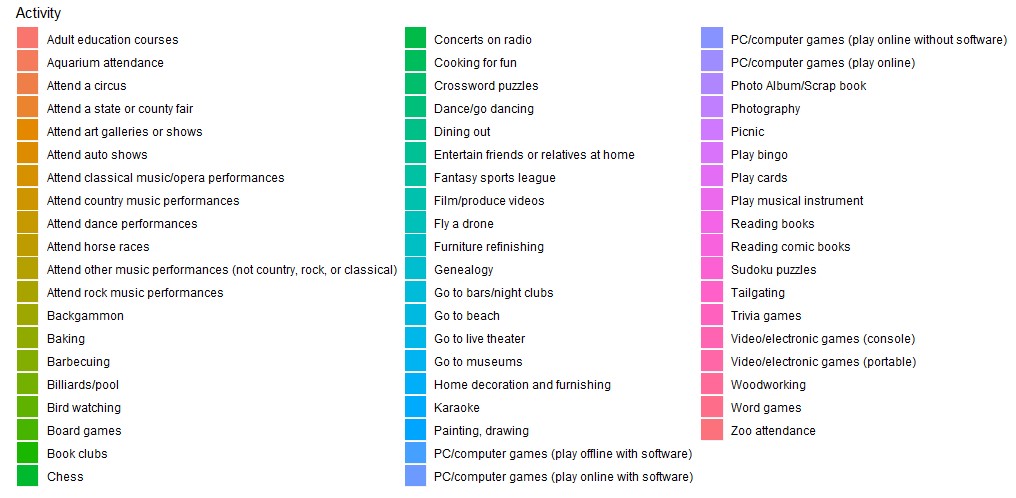 Activity
Adult education courses
Aquarium attendance
Attend a circus
Attend a state or county fair
Attend art galleries or shows
Attend auto shows
Attend classical music/opera performances
Attend country music performances
Attend dance performances
Attend horse races
Attend other music performances (not country, rock, or classical)
Attend rock music performances
Backgammon
Baking
Barbecuing
Billiards/pool
Bird watching
Board games
Book clubs
Chess
Concerts on radio
Cooking for fun
Crossword puzzles
Dance/go dancing
Dining out
Entertain friends or relatives at home
Fantasy sports league
Film/produce videos
Fly a drone
Furniture refinishing
Genealogy
Go to bars/night clubs
Go to beach
Go to live theater
Go to museums
Home decoration and furnishing
Karaoke
Painting, drawing
PC/computer games (play offline with software)
PC/computer games (play online with software)
PC/computer games (play online without software)
PC/computer games (play online)
Photo Album/Scrap book
Photography
Picnic
Play bingo
Play cards
Play musical instrument
Reading books
Reading comic books
Sudoku puzzles
Tailgating
Trivia games
Video/electronic games (console)
Video/electronic games (portable)
Woodworking
Word games
Zoo attendance